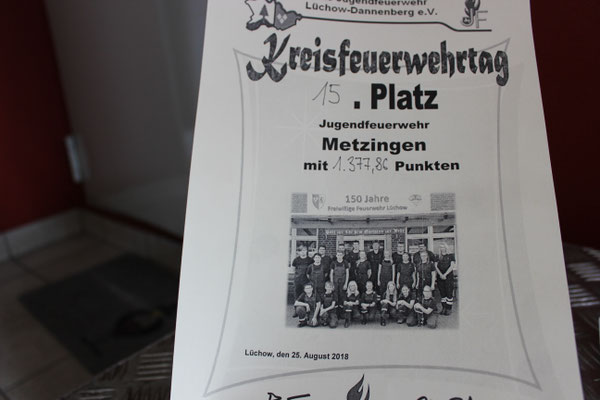 Jugendfeuerwehr
Lüchow-Dannenberg e.V.
Kreisfeuerwehrtag
15. Platz
Jugendfeuerwehr
Metzingen
mit 1.377,86 Punkten
150 Jahre
Freiwillige Feuerwehr Lüchow
Lüchow, den 25. August 2018